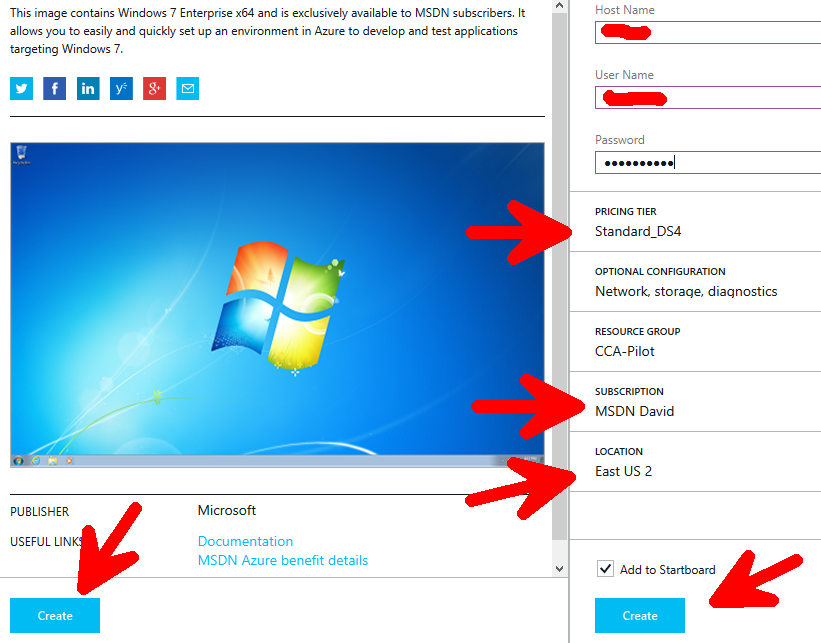 This image contains Windows 7 Enterprise x64 and is exclusively available to MSDN subscribers. It
allows you to easily and quickly set up an environment in Azure to develop and test applications
targeting Windows 7.
f in y g+
PUBLISHER Microsoft
USEFUL LINKS Documentation
MSDN Azure benefit details
Create
Host Name
User Name
Password
PRICING TIER
Standard_DS4
OPTIONAL CONFIGURATION
Network, storage, diagnostics
RESOURCE GROUP
CCA-Pilot
SUBSCRIPTION
MSDN David
LOCATION
East US 2
Add to Startboard
Create